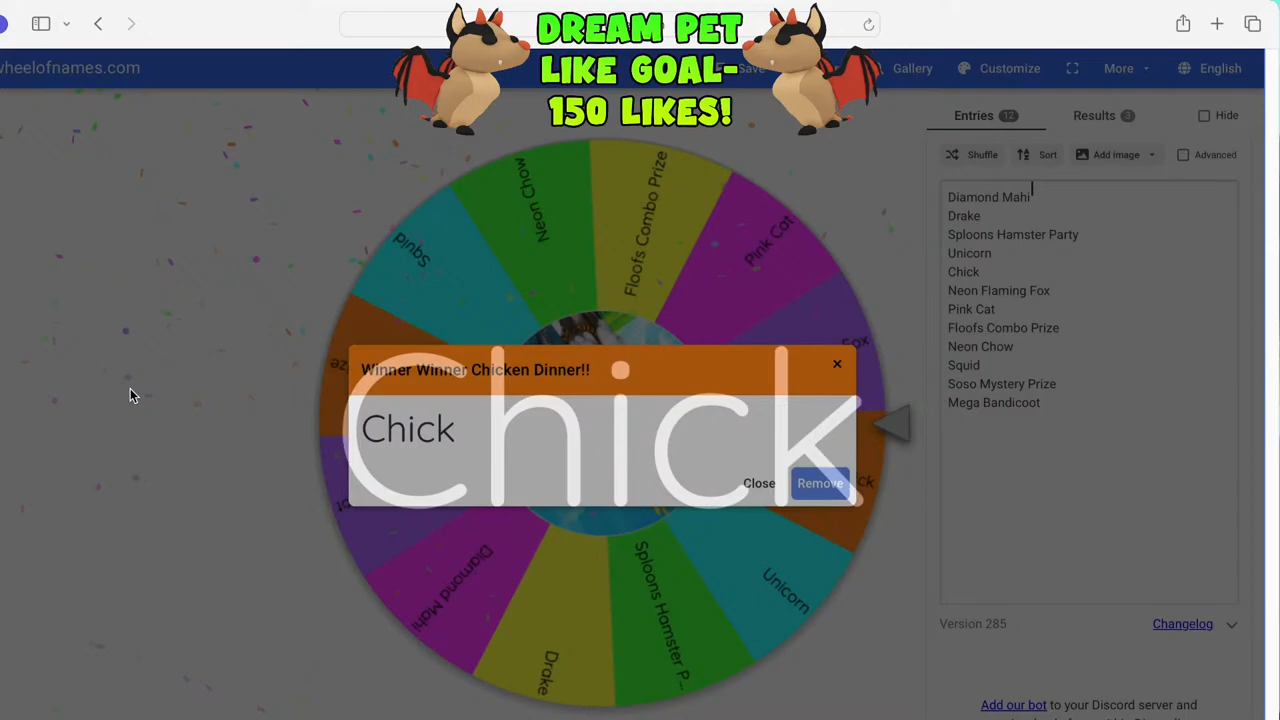 DREAM PET
LIKE GOAL-
150 LIKES!
wheelofnames.com
Save
Gallery
Customize
More
English
Entries 12
Results 3
Hide
Shuffle
Sort
Add image
Advanced
Diamond Mahi
Drake
Sploons Hamster Party
Unicorn
Chick
Neon Flaming Fox
Pink Cat
Floofs Combo Prize
Neon Chow
Squid
Soso Mystery Prize
Mega Bandicoot
Version 285
Changelog
Add our bot to your Discord server and
Squid
Neon Chow
Floofs Combo Prize
Pink Cat
Fox
Unicorn
Sploons Hamster P...
Drake
Diamond Mahi
Winner Winner Chicken Dinner!!
Chick
Close
Remove
Chick